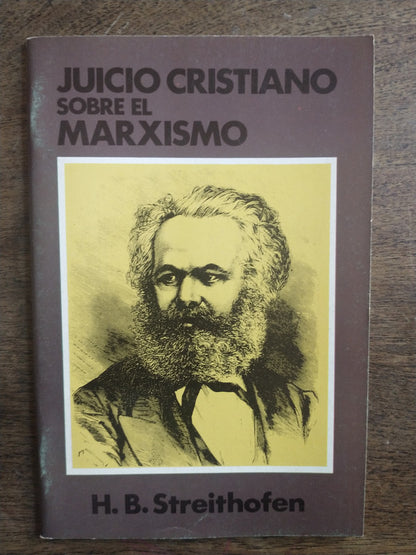 JUICIO CRISTIANO
SOBRE EL
MARXISMO
H. B. Streithofen